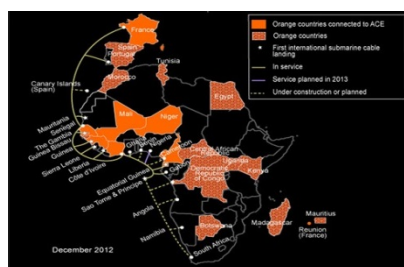 Orange countries connected to ACE
Orange countries
First international submarine cable
landing
In service
Service planned in 2013
Under construction or planned
France
Spain
Portugal
Tunisia
Morocco
Canary Islands
(Spain)
Egypt
Mauritania
Senegal
The Gambia
Guinea Bissau
Guinea
Sierra Leone
Liberia
Côte d'Ivoire
Mali
Niger
Ghana
Nigeria
Cameroon
Central African
Republic
Uganda
Kenya
Democratic
Republic
of Congo
Gabon
Equatorial Guinea
Sao Tome & Principe
Angola
Namibia
Botswana
South Africa
Madagascar
Mauritius
Reunion
(France)
December 2012